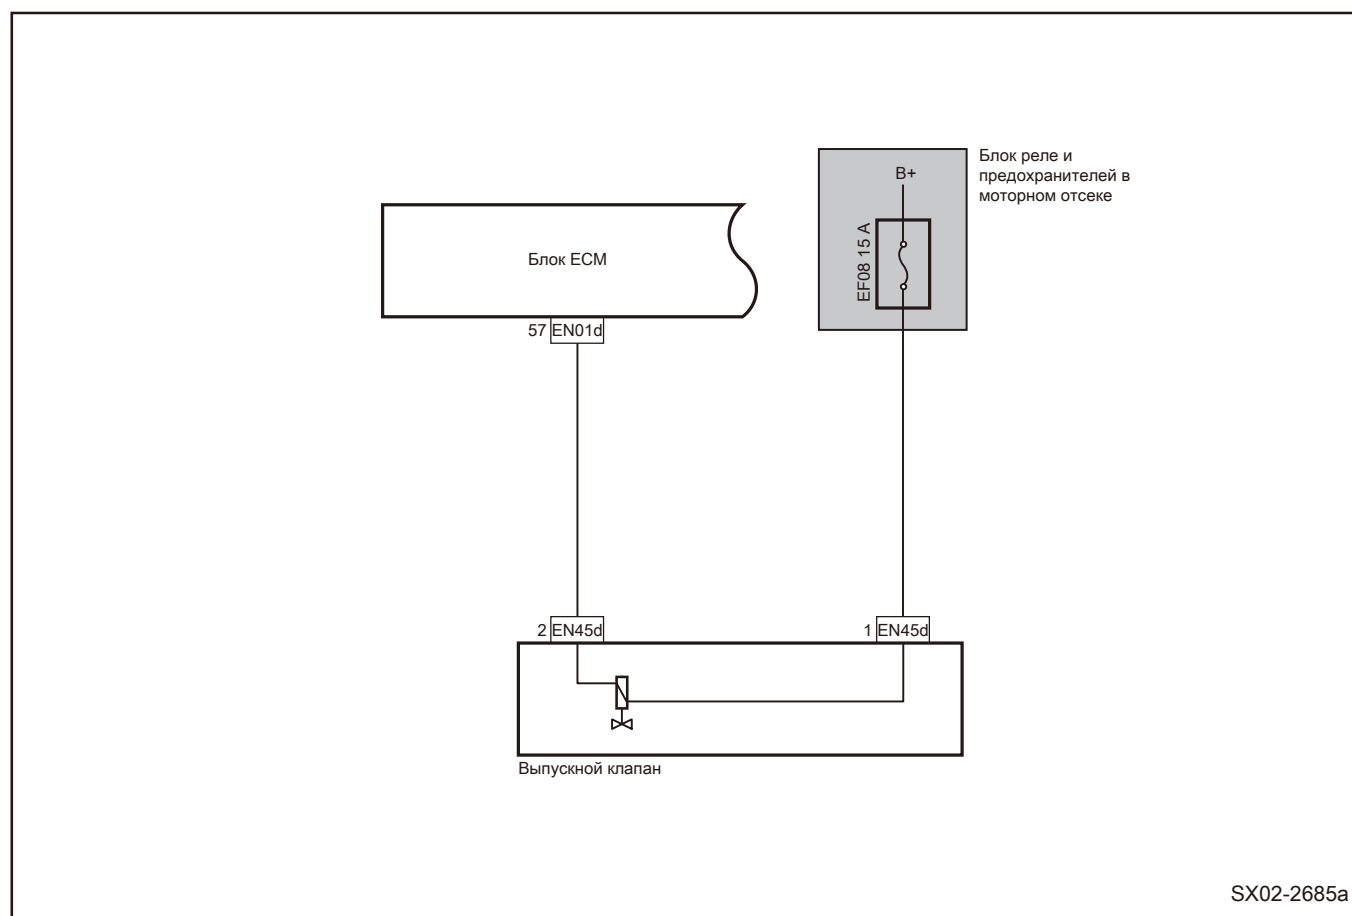 Блок реле и
предохранителей в
моторном отсеке
B+
EF08 15 A
Блок ECM
57 EN01d
2 EN45d
1 EN45d
Выпускной клапан
SX02-2685a